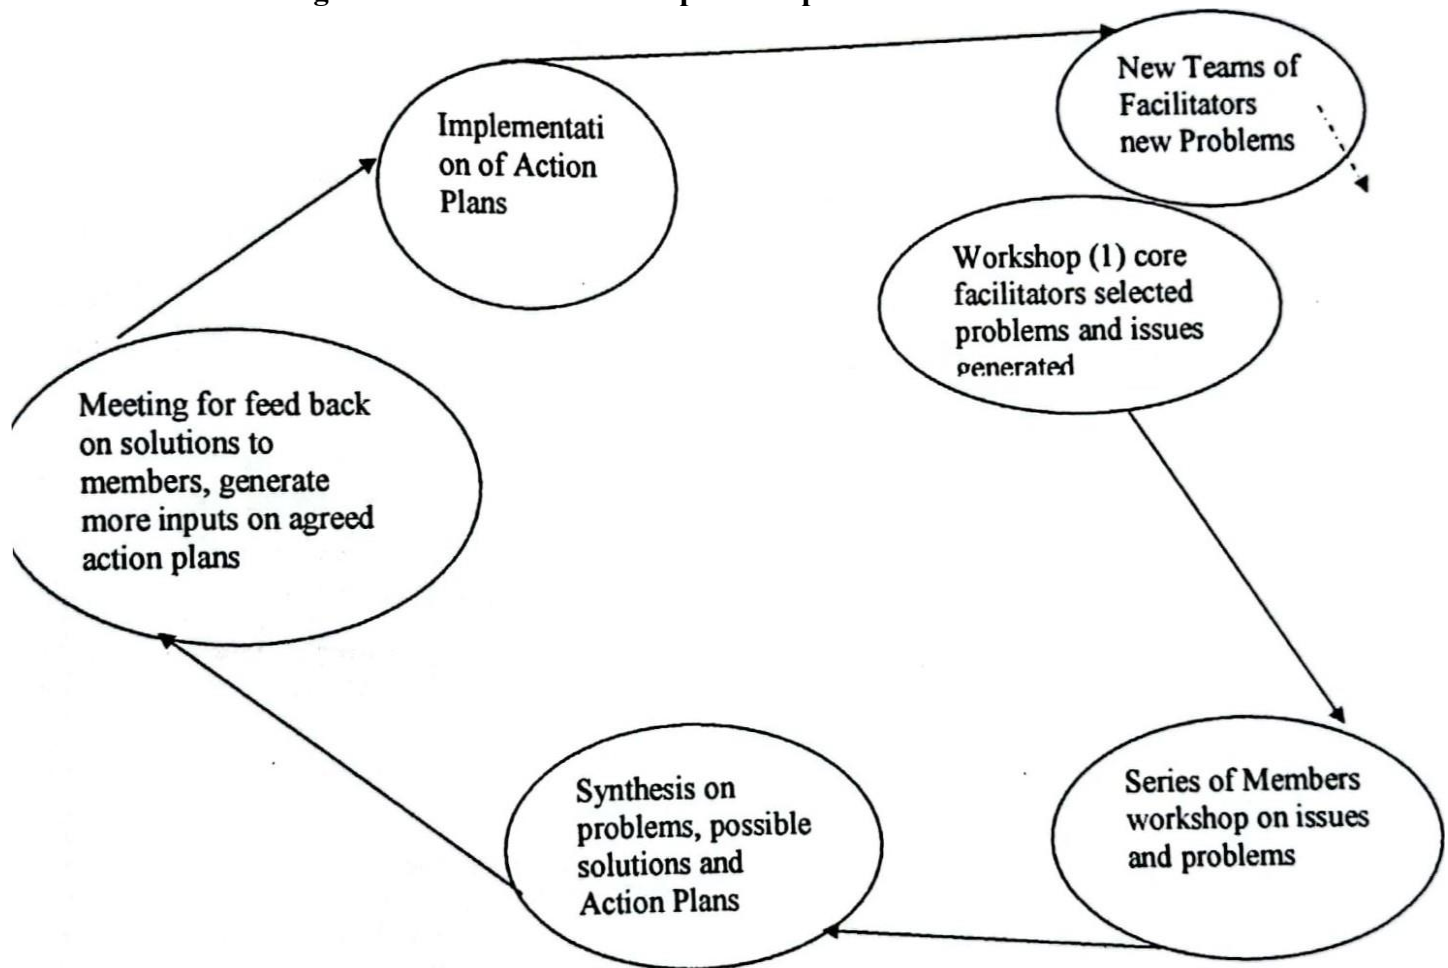 New Teams of
Facilitators
new Problems
Implementati
on of Action
Plans
Workshop (1) core
facilitators selected
problems and issues
generated
Meeting for feed back
on solutions to
members, generate
more inputs on agreed
action plans
Series of Members
workshop on issues
and problems
Synthesis on
problems, possible
solutions and
Action Plans